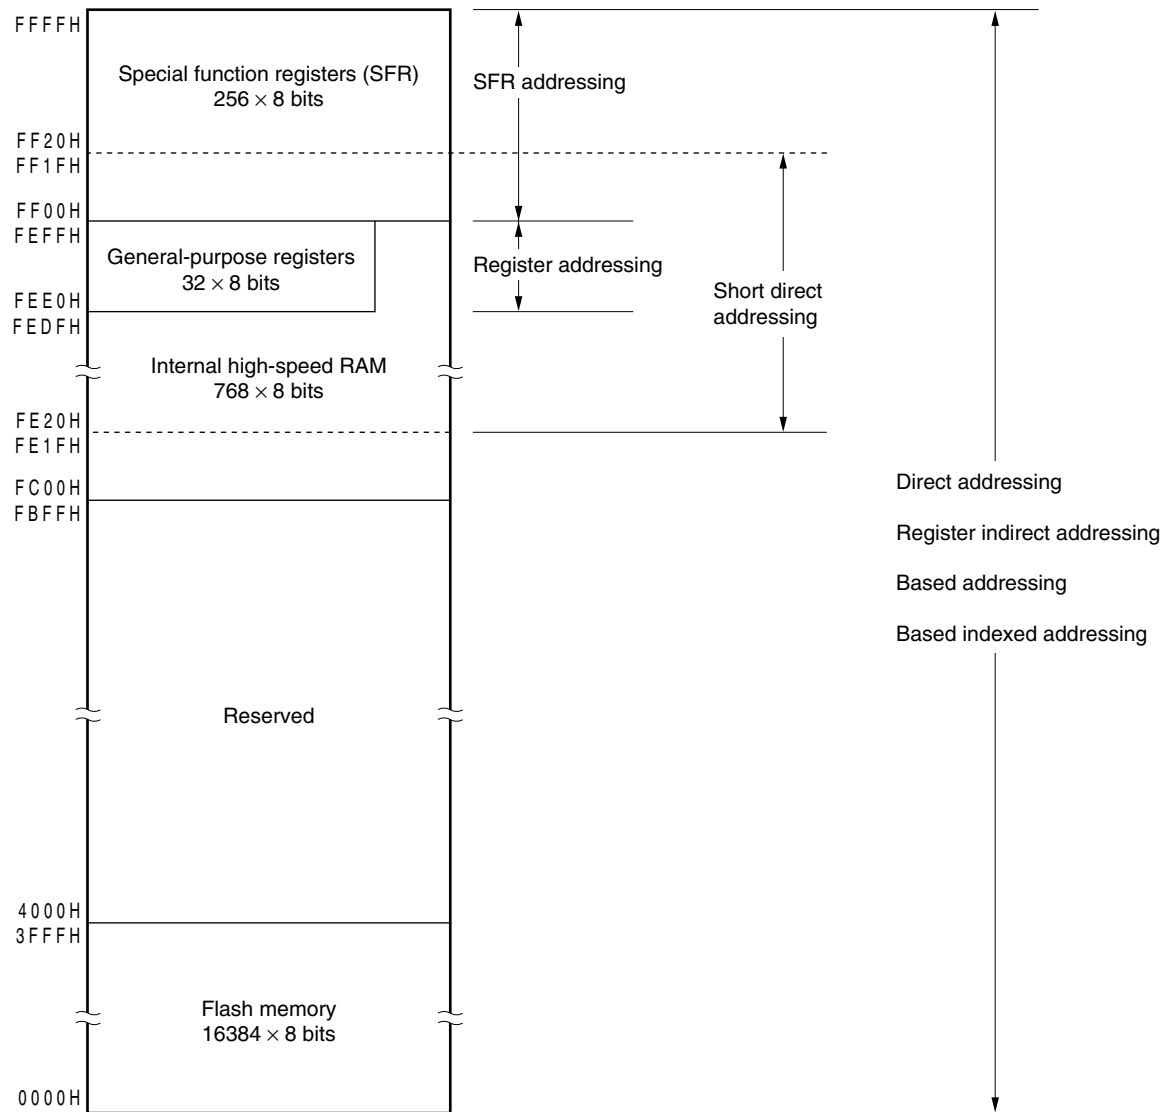 FFFFH
Special function registers (SFR)
256 × 8 bits
SFR addressing
FF20H
FF1FH
FF00H
FEFFH
General-purpose registers
32 × 8 bits
Register addressing
Short direct
addressing
FEE0H
FEDFH
Internal high-speed RAM
768 × 8 bits
FE20H
FE1FH
FC00H
FBFFH
Direct addressing
Register indirect addressing
Based addressing
Based indexed addressing
Reserved
4000H
3FFFH
Flash memory
16384 × 8 bits
0000H